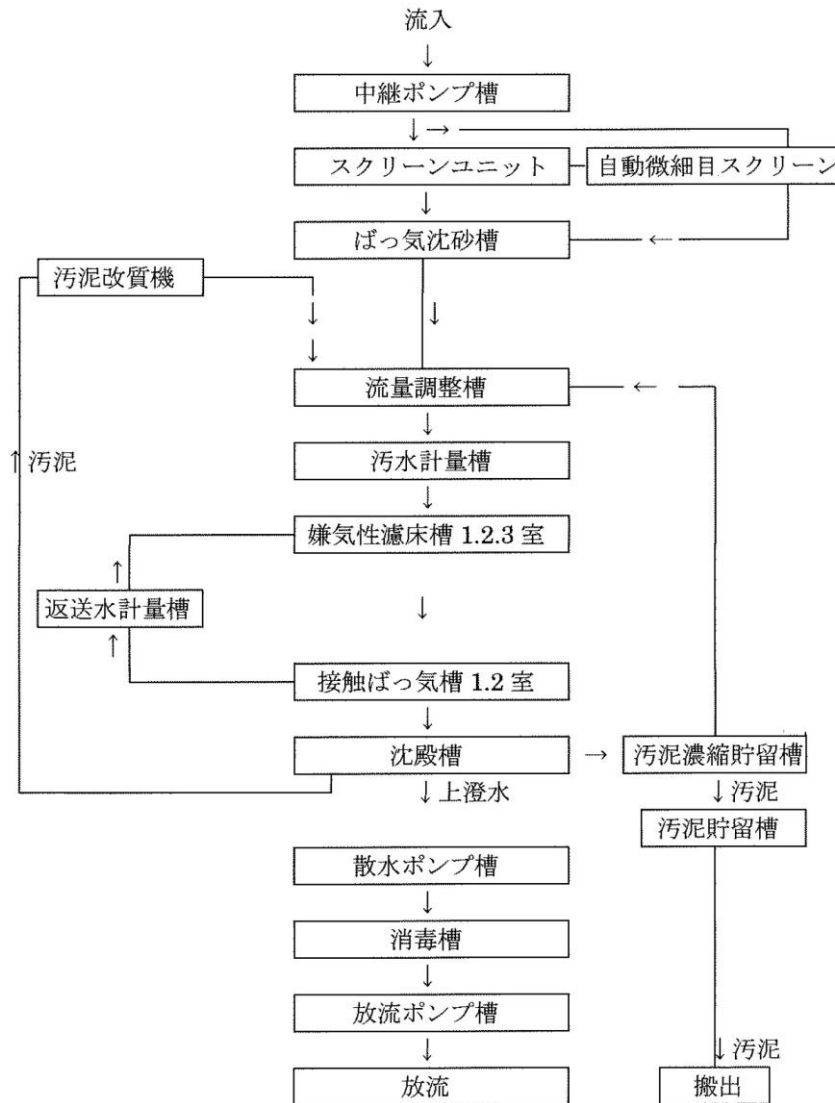 流入
↓
中継ポンプ槽
↓ →
スクリーンユニット 自動微細目スクリーン
↓
ばっ気沈砂槽 ←
汚泥改質機
↓ ↓
↓
流量調整槽 ←
↓
↑汚泥 汚水計量槽
↓
嫌気性濾床槽 1.2.3 室
↑
返送水計量槽 ↓
↑
接触ばっ気槽 1.2 室
↓
沈殿槽 → 汚泥濃縮貯留槽
↓上澄水 ↓汚泥
汚泥貯留槽
散水ポンプ槽
↓
消毒槽
↓
放流ポンプ槽
↓ ↓汚泥
放流 搬出